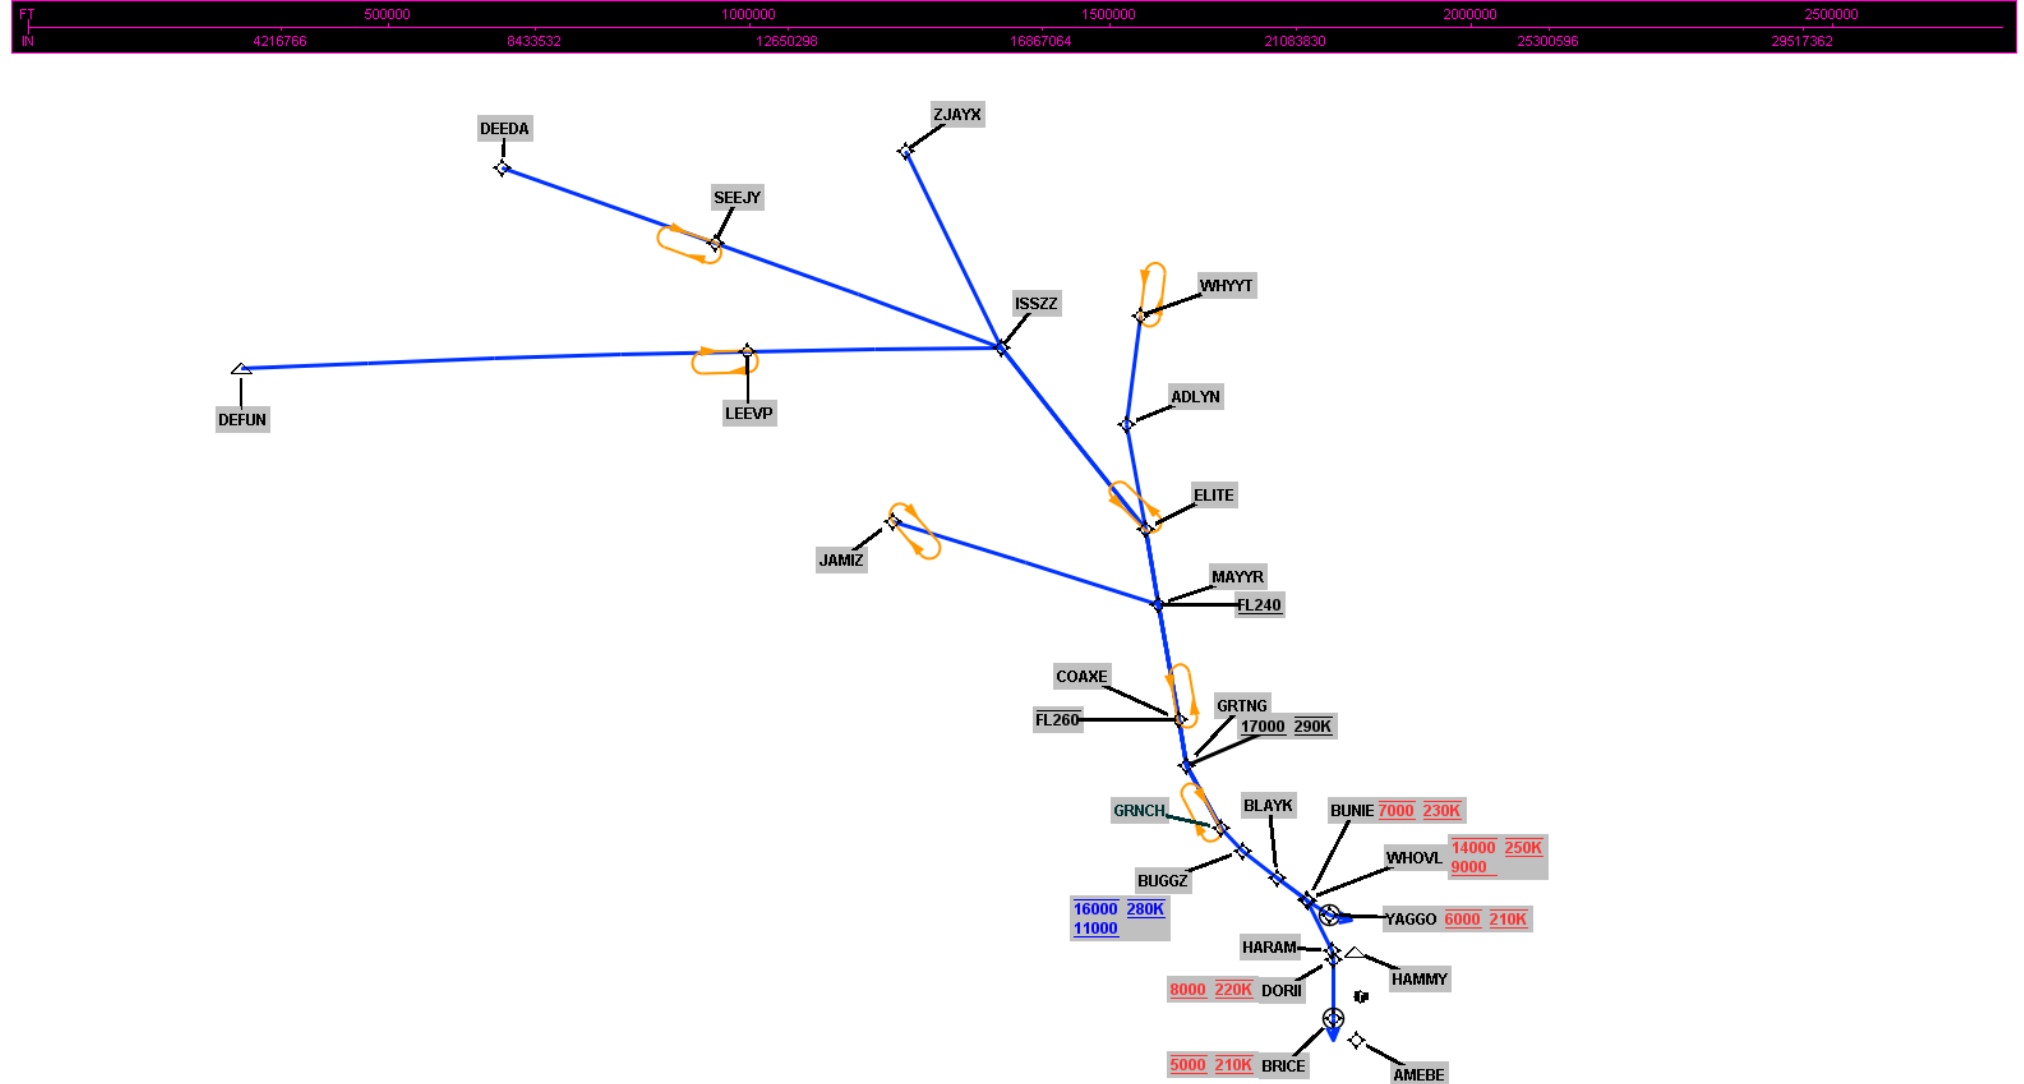 FT 500000 1000000 1500000 2000000 2500000
IN 4216766 8433532 12650298 16867064 21083830 25300596 29517362
ZJAYX
DEEDA
SEEJY
WHYYT
ISSZZ
ADLYN
LEEVP
DEFUN
ELITE
JAMIZ
MAYYR
FL240
COAXE
GRTNG
FL260
17000 290K
GRNCH
BLAYK
BUNIE 7000 230K
WHOVL 14000 250K
9000
BUGGZ
16000 280K
11000
YAGGO 6000 210K
HARAM
HAMMY
8000 220K DORII
5000 210K BRICE
AMEBE